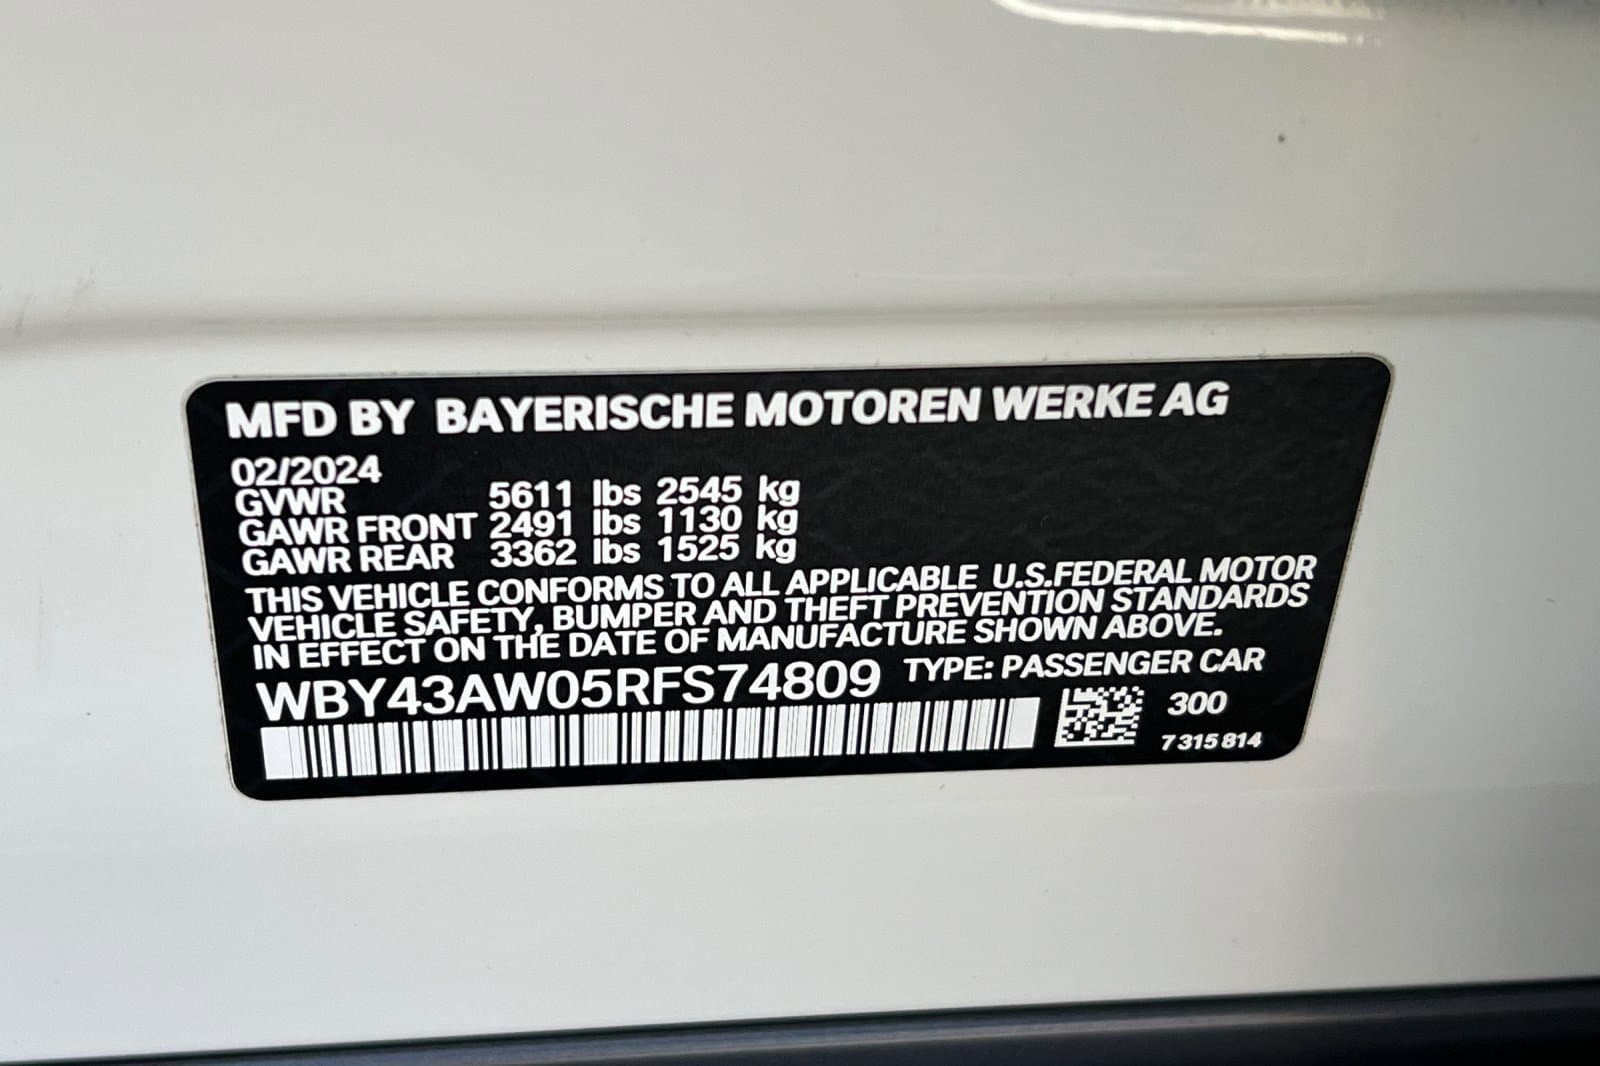 MFD BY BAYERISCHE MOTOREN WERKE AG
02/2024
GVWR 5611 lbs 2545 kg
GAWR FRONT 2491 lbs 1130 kg
GAWR REAR 3362 lbs 1525 kg
THIS VEHICLE CONFORMS TO ALL APPLICABLE U.S.FEDERAL MOTOR
VEHICLE SAFETY, BUMPER AND THEFT PREVENTION STANDARDS
IN EFFECT ON THE DATE OF MANUFACTURE SHOWN ABOVE.
WBY43AW05RFS74809 TYPE: PASSENGER CAR
300
7 315 814